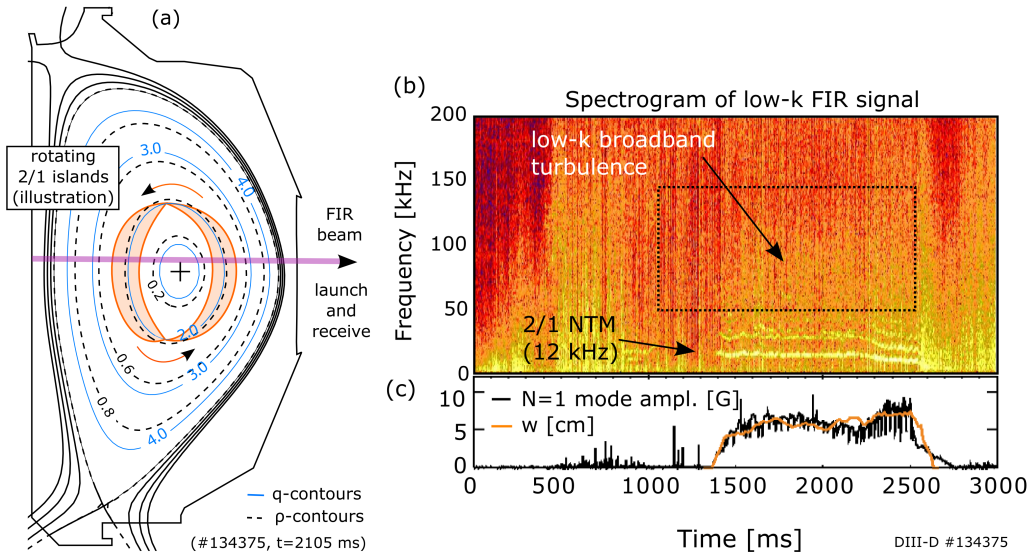 (a)
3.0
4.0
rotating
2/1 islands
(illustration)
FIR
beam
0.2
launch
and
receive
2.0
0.6
3.0
0.8
4.0
q-contours
ρ-contours
(#134375, t=2105 ms)
(b)
Spectrogram of low-k FIR signal
200
low-k broadband
turbulence
150
Frequency [kHz]
100
50
2/1 NTM
(12 kHz)
0
(c)
10
N=1 mode ampl. [G]
5
w [cm]
0
0
500
1000
1500
2000
2500
3000
Time [ms]
DIII-D #134375